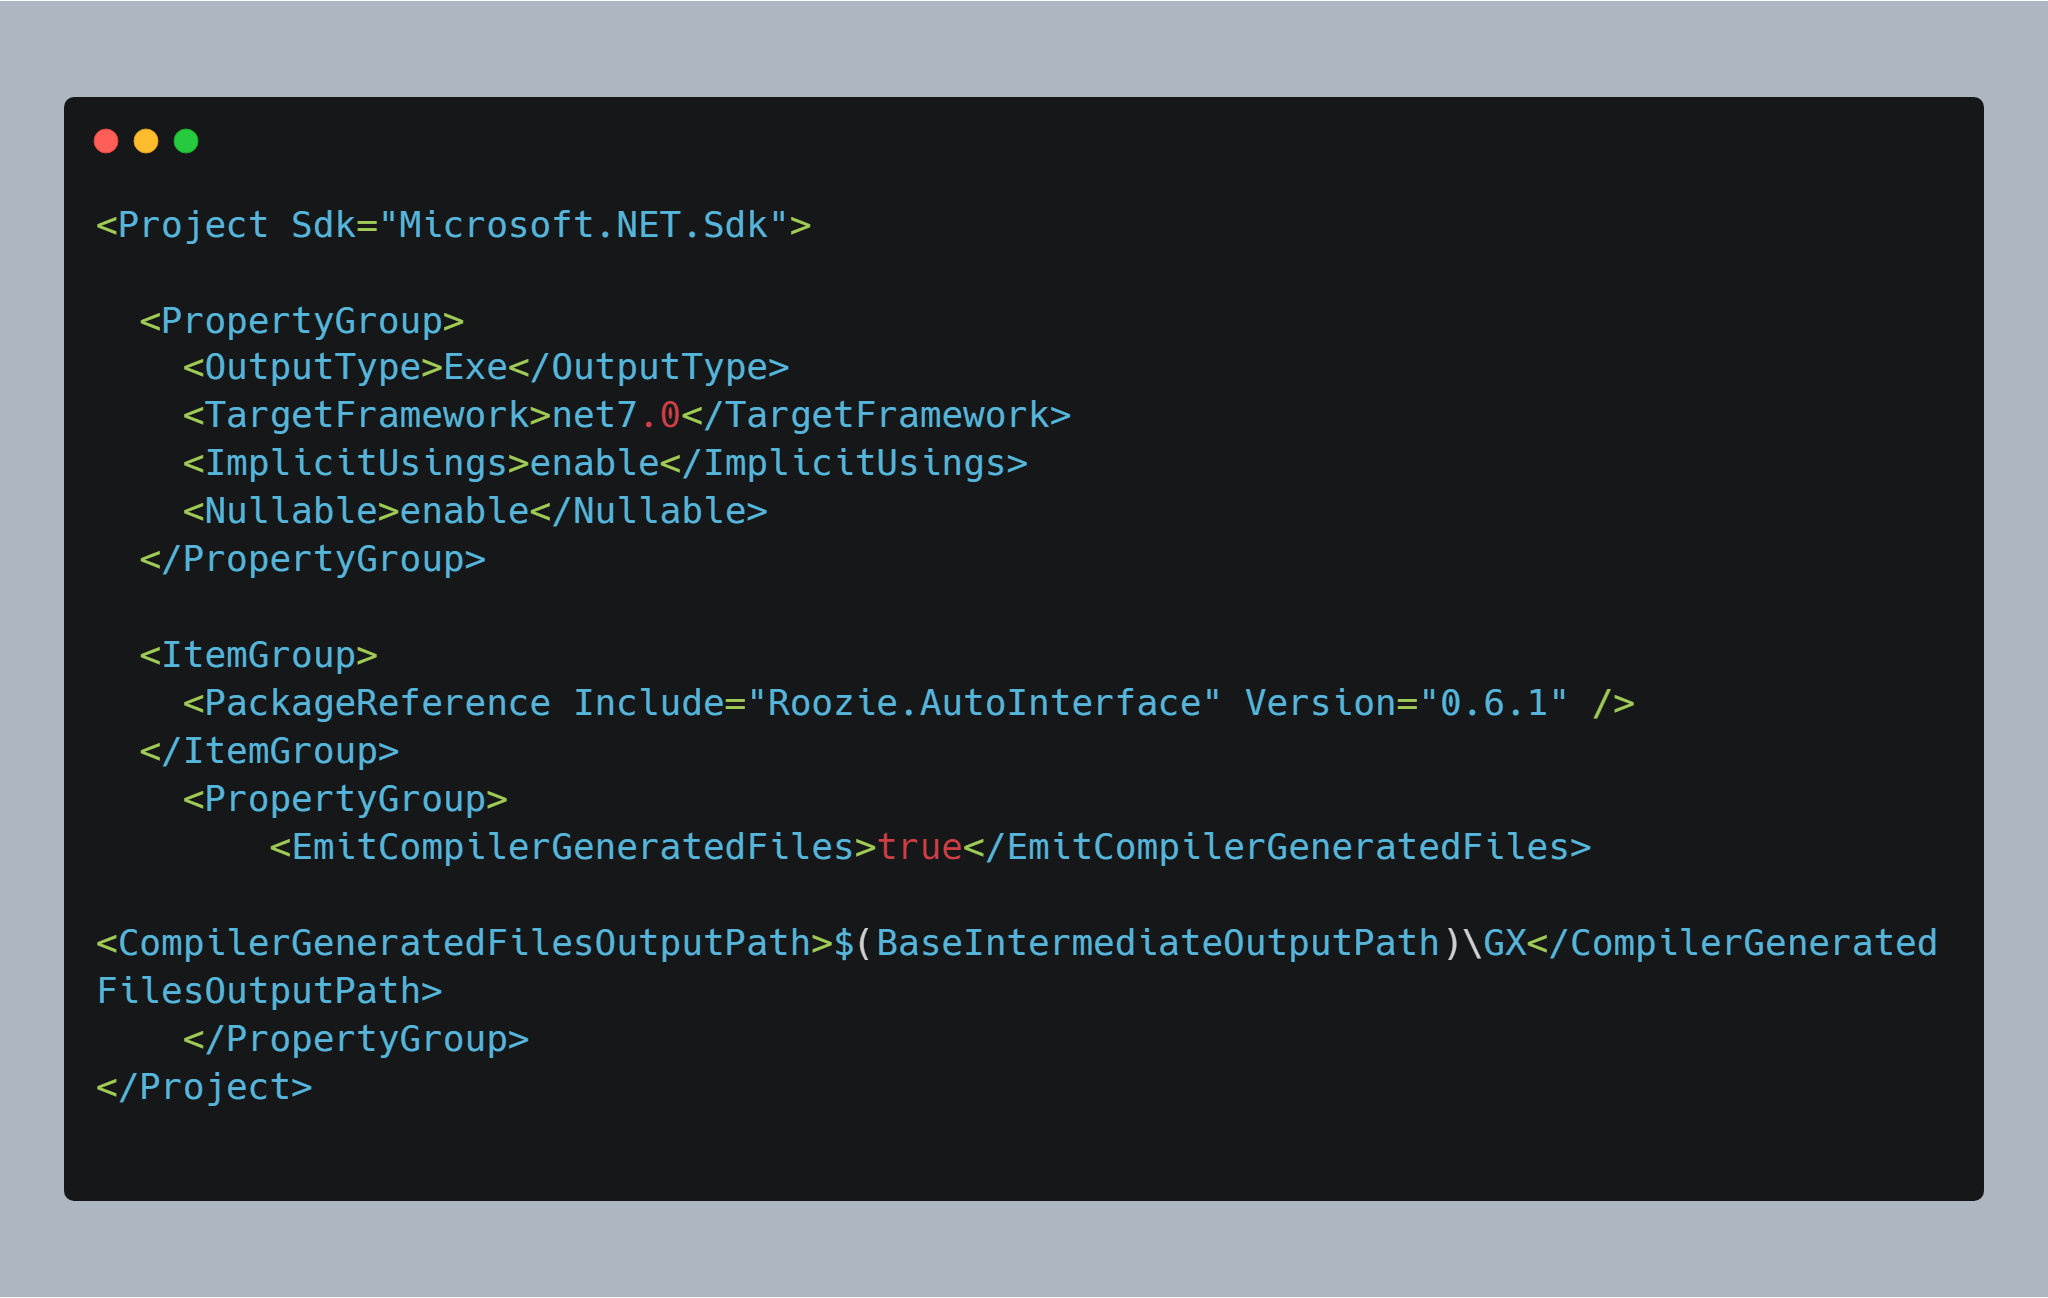 <Project Sdk="Microsoft.NET.Sdk">

  <PropertyGroup>
    <OutputType>Exe</OutputType>
    <TargetFramework>net7.0</TargetFramework>
    <ImplicitUsings>enable</ImplicitUsings>
    <Nullable>enable</Nullable>
  </PropertyGroup>

  <ItemGroup>
    <PackageReference Include="Roozie.AutoInterface" Version="0.6.1" />
  </ItemGroup>
    <PropertyGroup>
        <EmitCompilerGeneratedFiles>true</EmitCompilerGeneratedFiles>

<CompilerGeneratedFilesOutputPath>$(BaseIntermediateOutputPath)\GX</CompilerGenerated
FilesOutputPath>
    </PropertyGroup>
</Project>